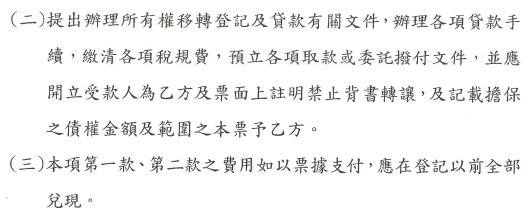 (二)提出辦理所有權移轉登記及貸款有關文件，辦理各項貸款手
續，繳清各項稅規費，預立各項取款或委託撥付文件，並應
開立受款人為乙方及票面上註明禁止背書轉讓，及記載擔保
之債權金額及範圍之本票予乙方。
(三)本項第一款、第二款之費用如以票據支付，應在登記以前全部
兌現。